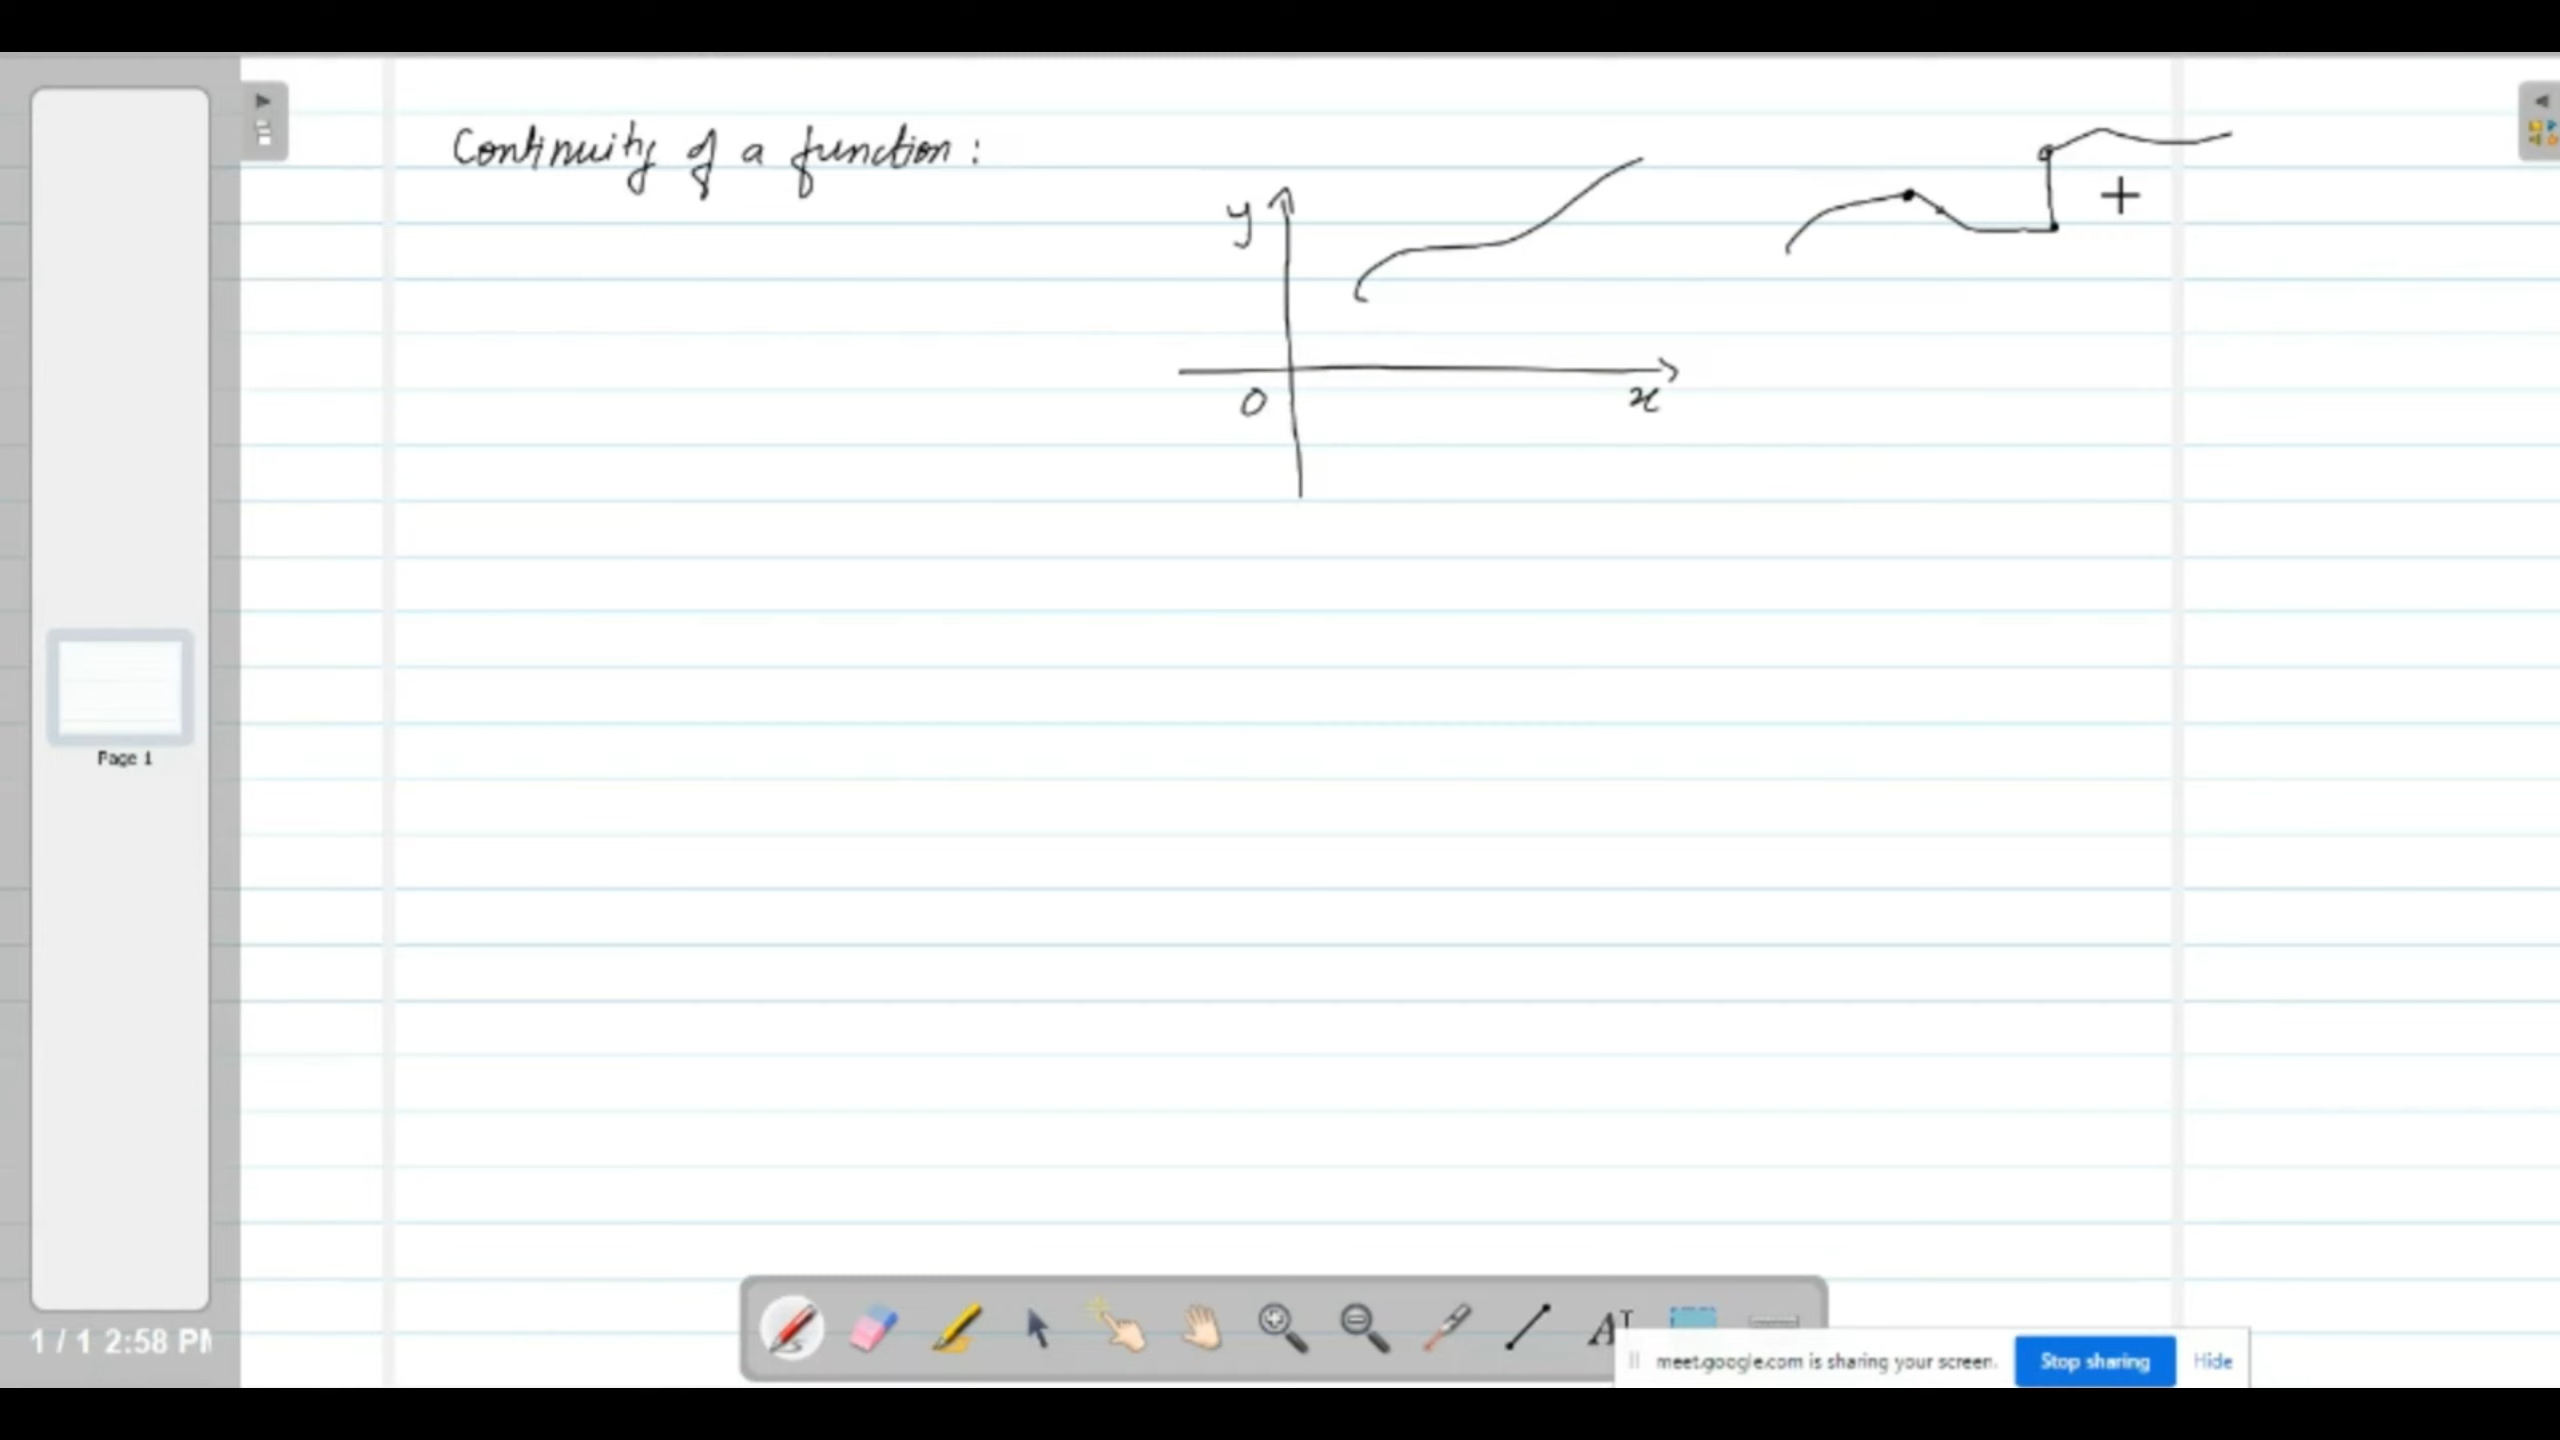 Continuity of a function :
y
0
x
Page 1
1 / 1 2:58 PM
meet.google.com is sharing your screen.
Stop sharing
Hide